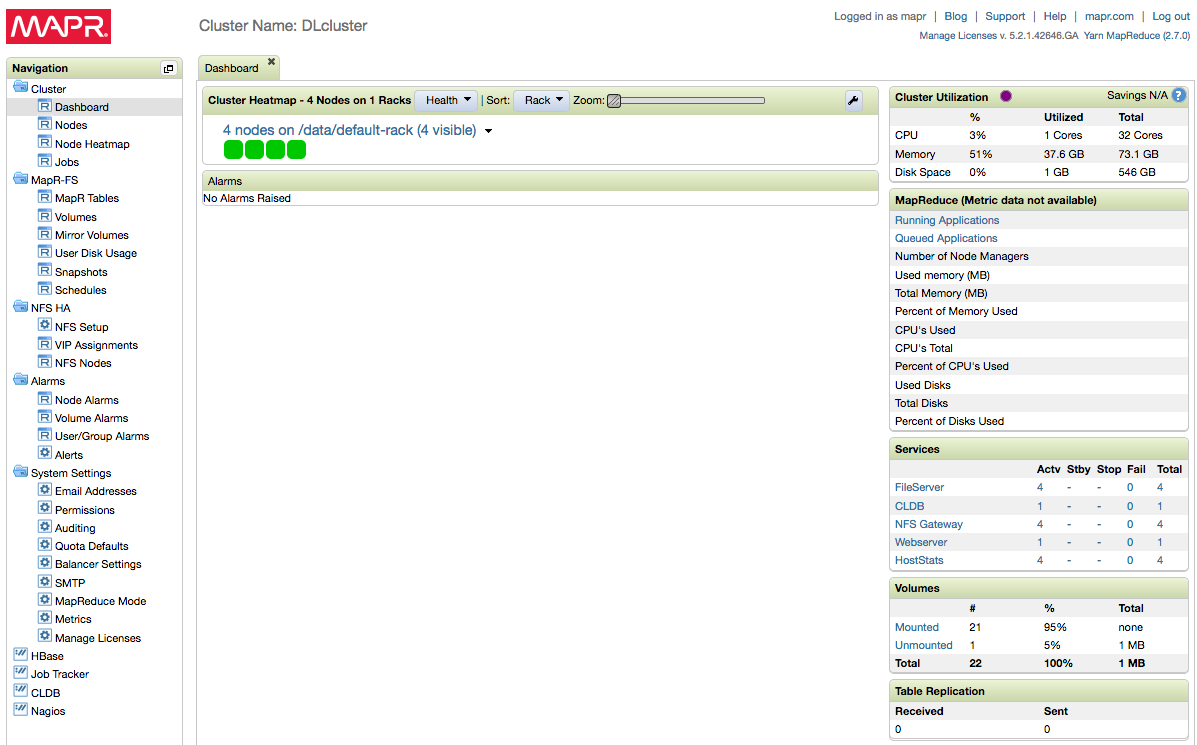 MAPR.
Cluster Name: DLcluster
Logged in as mapr | Blog | Support | Help | mapr.com | Log out
Manage Licenses v. 5.2.1.42646.GA Yarn MapReduce (2.7.0)
Navigation
Cluster
Dashboard
Nodes
Node Heatmap
Jobs
MapR-FS
MapR Tables
Volumes
Mirror Volumes
User Disk Usage
Snapshots
Schedules
NFS HA
NFS Setup
VIP Assignments
NFS Nodes
Alarms
Node Alarms
Volume Alarms
User/Group Alarms
Alerts
System Settings
Email Addresses
Permissions
Auditing
Quota Defaults
Balancer Settings
SMTP
MapReduce Mode
Metrics
Manage Licenses
HBase
Job Tracker
CLDB
Nagios
Dashboard
Cluster Heatmap - 4 Nodes on 1 Racks Health | Sort: Rack Zoom:
4 nodes on /data/default-rack (4 visible)
Alarms
No Alarms Raised
Cluster Utilization Savings N/A ?
% Utilized Total
CPU 3% 1 Cores 32 Cores
Memory 51% 37.6 GB 73.1 GB
Disk Space 0% 1 GB 546 GB
MapReduce (Metric data not available)
Running Applications
Queued Applications
Number of Node Managers
Used memory (MB)
Total Memory (MB)
Percent of Memory Used
CPU's Used
CPU's Total
Percent of CPU's Used
Used Disks
Total Disks
Percent of Disks Used
Services
Actv Stby Stop Fail Total
FileServer 4 - - 0 4
CLDB 1 - - 0 1
NFS Gateway 4 - - 0 4
Webserver 1 - - 0 1
HostStats 4 - - 0 4
Volumes
# % Total
Mounted 21 95% none
Unmounted 1 5% 1 MB
Total 22 100% 1 MB
Table Replication
Received Sent
0 0